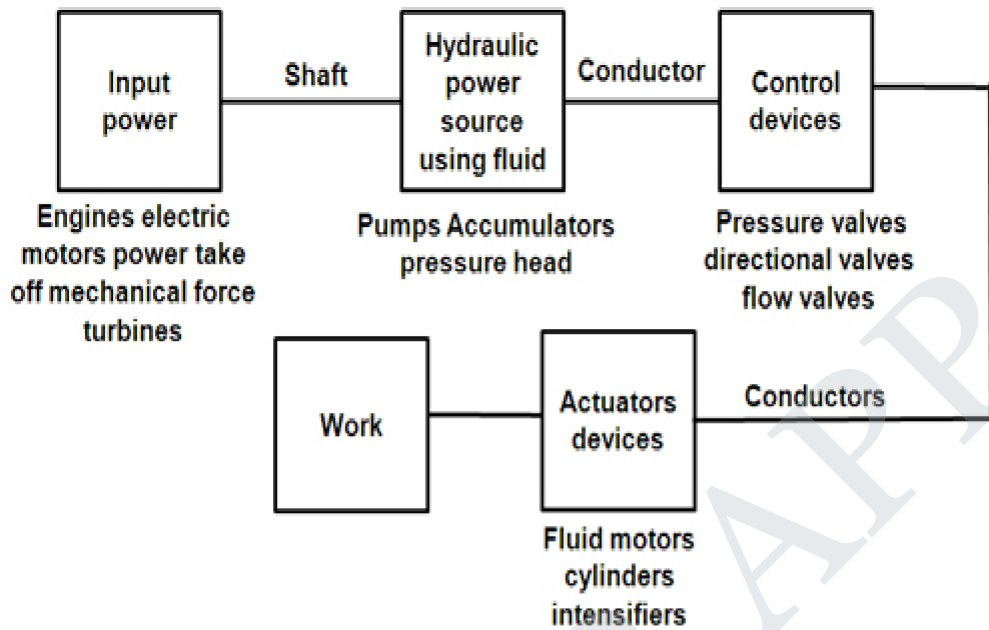 Input
power
Shaft
Hydraulic
power
source
using fluid
Conductor
Control
devices
Engines electric
motors power take
off mechanical force
turbines
Pumps Accumulators
pressure head
Pressure valves
directional valves
flow valves
Work
Actuators
devices
Conductors
Fluid motors
cylinders
intensifiers
APP